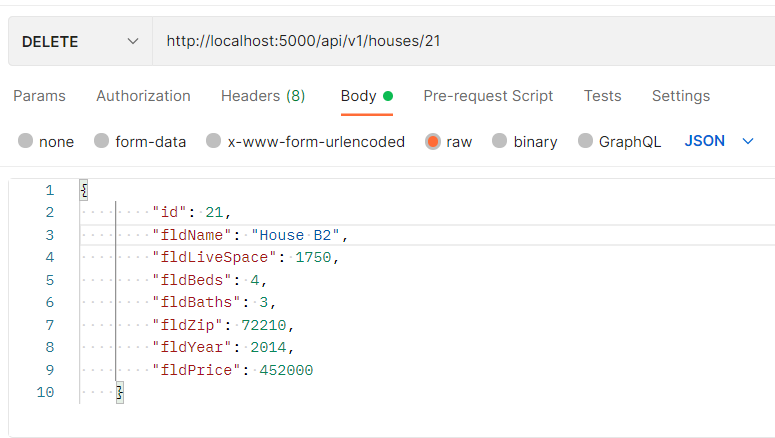 DELETE http://localhost:5000/api/v1/houses/21
Params Authorization Headers (8) Body Pre-request Script Tests Settings
none form-data x-www-form-urlencoded raw binary GraphQL JSON
1 {
2 "id": 21,
3 "fldName": "House B2",
4 "fldLiveSpace": 1750,
5 "fldBeds": 4,
6 "fldBaths": 3,
7 "fldZip": 72210,
8 "fldYear": 2014,
9 "fldPrice": 452000
10 }